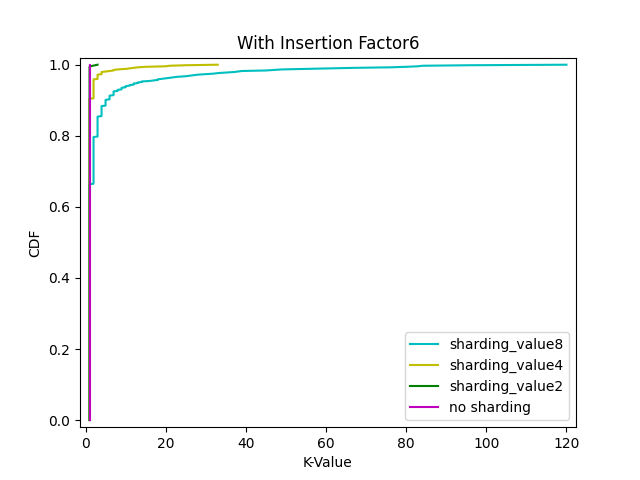 With Insertion Factor6
1.0
0.8
0.6
0.4
0.2
0.0
CDF
sharding_value8
sharding_value4
sharding_value2
no sharding
0 20 40 60 80 100 120
K-Value